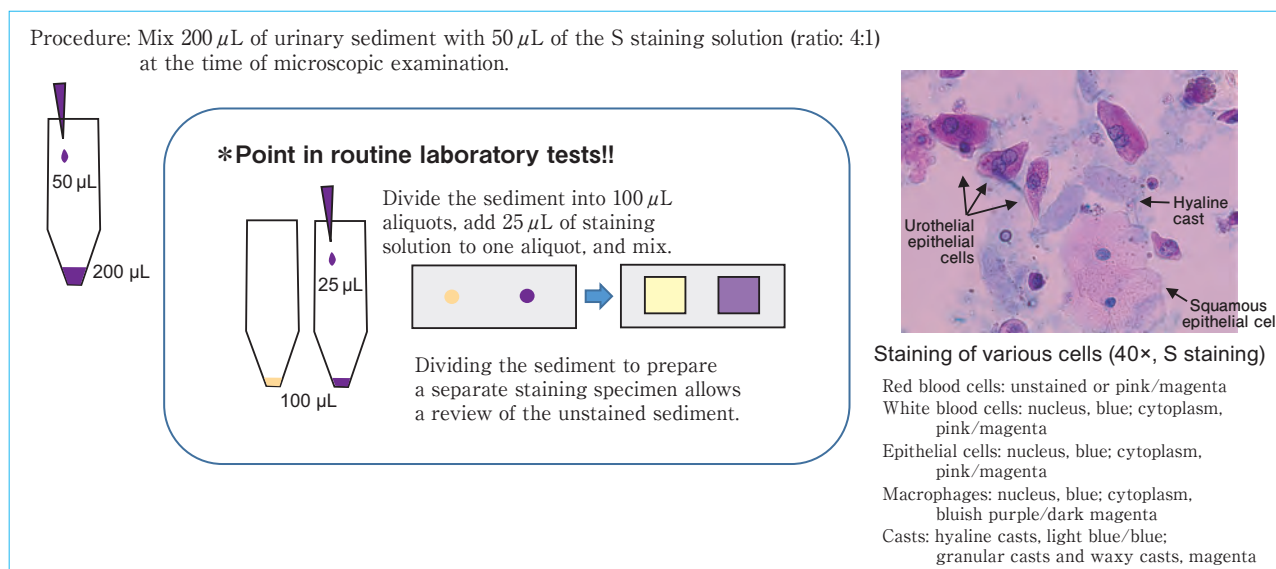 Procedure: Mix 200 μL of urinary sediment with 50 μL of the S staining solution (ratio: 4:1)
at the time of microscopic examination.
50 μL
200 μL
*Point in routine laboratory tests!!
Divide the sediment into 100 μL
aliquots, add 25 μL of staining
solution to one aliquot, and mix.
25 μL
100 μL
Dividing the sediment to prepare
a separate staining specimen allows
a review of the unstained sediment.
Urothelial
epithelial
cells
Hyaline
cast
Squamous
epithelial cell
Staining of various cells (40×, S staining)
Red blood cells: unstained or pink/magenta
White blood cells: nucleus, blue; cytoplasm,
pink/magenta
Epithelial cells: nucleus, blue; cytoplasm,
pink/magenta
Macrophages: nucleus, blue; cytoplasm,
bluish purple/dark magenta
Casts: hyaline casts, light blue/blue;
granular casts and waxy casts, magenta